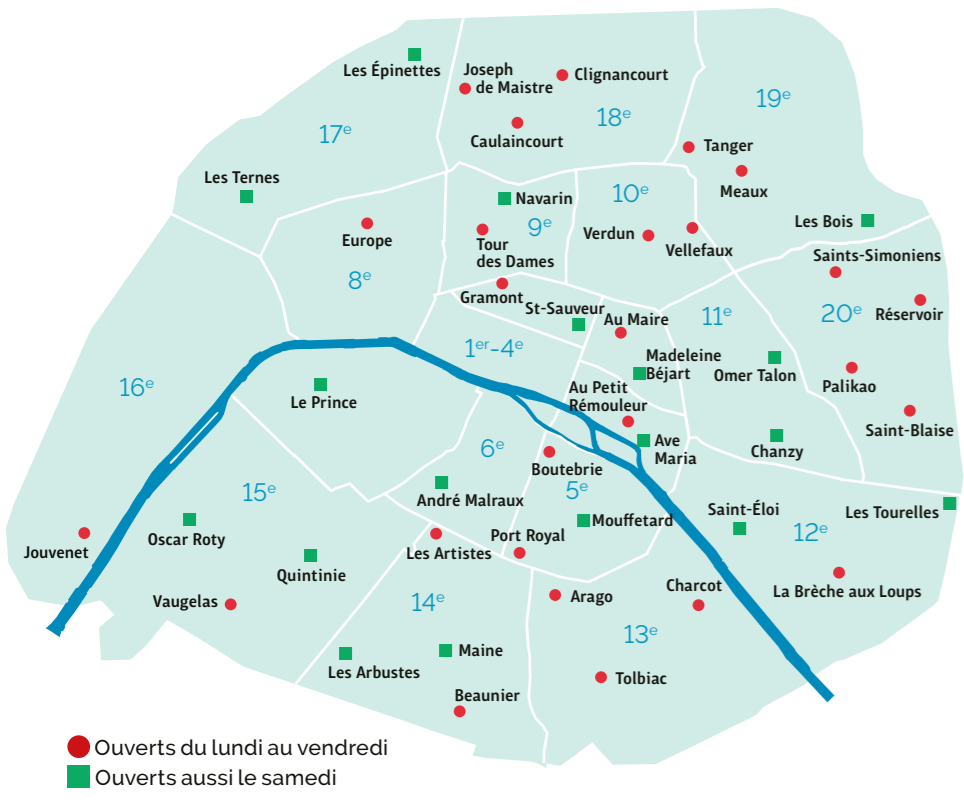 Les Épinettes
Joseph
de Maistre
Clignancourt
19e
17e
18e
Caulaincourt
Tanger
Meaux
Les Ternes
Navarin
10e
9e
Les Bois
Europe
Verdun
Vellefaux
Tour
des Dames
Saints-Simoniens
8e
Gramont
St-Sauveur
Au Maire
11e
20e
Réservoir
1er-4e
Madeleine
Béjart
Omer Talon
16e
Le Prince
Au Petit
Rémouleur
Palikao
Saint-Blaise
6e
Boutebrie
Ave
Maria
Chanzy
15e
André Malraux
5e
Mouffetard
Saint-Éloi
12e
Les Tourelles
Jouvenet
Oscar Roty
Les Artistes
Port Royal
Quintinie
Vaugelas
14e
Arago
Charcot
La Brèche aux Loups
13e
Les Arbustes
Maine
Tolbiac
Beaunier
Ouverts du lundi au vendredi
Ouverts aussi le samedi